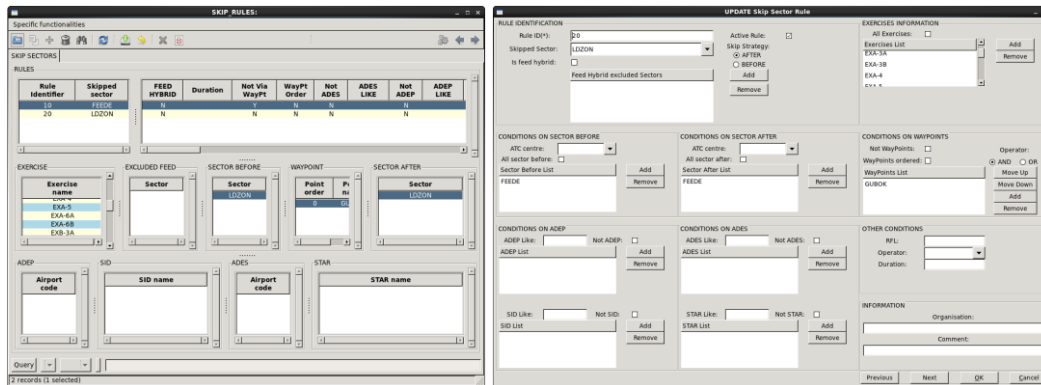 SKIP_RULES:
Specific functionalities
SKIP SECTORS
RULES
Rule Identifier Skipped sector FEED HYBRID Duration Not Via WayPt WayPt Order Not ADES ADES LIKE Not ADEP ADEP LIKE
10 FEEDE N Y N N N
20 LDZON N N N N N
EXERCISE EXCLUDED FEED SECTOR BEFORE WAYPOINT SECTOR AFTER
Exercise name Sector Sector Point order Sector
LDZON 0 LDZON
EXA-5
EXA-6A
EXA-6B
EXB-3A
ADEP SID ADES STAR
Airport code SID name Airport code STAR name
Query
2 records (1 selected)
UPDATE Skip Sector Rule
RULE IDENTIFICATION
Rule ID(*): 20 Active Rule:
Skipped Sector: LDZON Skip Strategy:
AFTER
Is feed hybrid: BEFORE
Feed Hybrid excluded Sectors Add
Remove
EXERCISES INFORMATION
All Exercises:
Exercises List Add
EXA-3A Remove
EXA-3B
EXA-4
CONDITIONS ON SECTOR BEFORE
ATC centre:
All sector before:
Sector Before List Add
FEEDE Remove
CONDITIONS ON SECTOR AFTER
ATC centre:
All sector after:
Sector After List Add
FEEDE Remove
CONDITIONS ON WAYPOINTS
Not WayPoints: Operator:
WayPoints ordered: AND OR
WayPoints List Move Up
GUBOK Move Down
Add
Remove
CONDITIONS ON ADEP
ADEP Like: Not ADEP:
ADEP List Add
Remove
SID Like: Not SID:
SID List Add
Remove
CONDITIONS ON ADES
ADES Like: Not ADES:
ADES List Add
Remove
STAR Like: Not STAR:
STAR List Add
Remove
OTHER CONDITIONS
RFL:
Operator:
Duration:
INFORMATION
Organisation:
Comment:
Previous Next OK Cancel